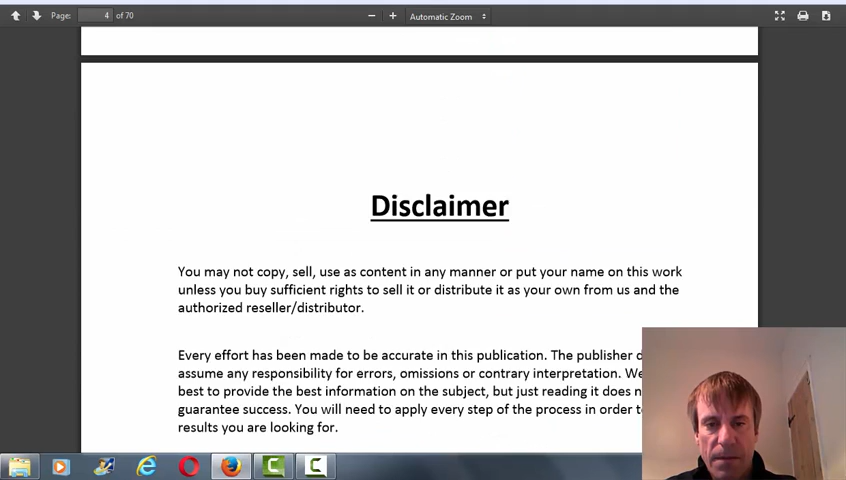 Page: 4 of 70 Automatic Zoom
Disclaimer
You may not copy, sell, use as content in any manner or put your name on this work
unless you buy sufficient rights to sell it or distribute it as your own from us and the
authorized reseller/distributor.
Every effort has been made to be accurate in this publication. The publisher
assume any responsibility for errors, omissions or contrary interpretation. We
best to provide the best information on the subject, but just reading it does
guarantee success. You will need to apply every step of the process in order
results you are looking for.